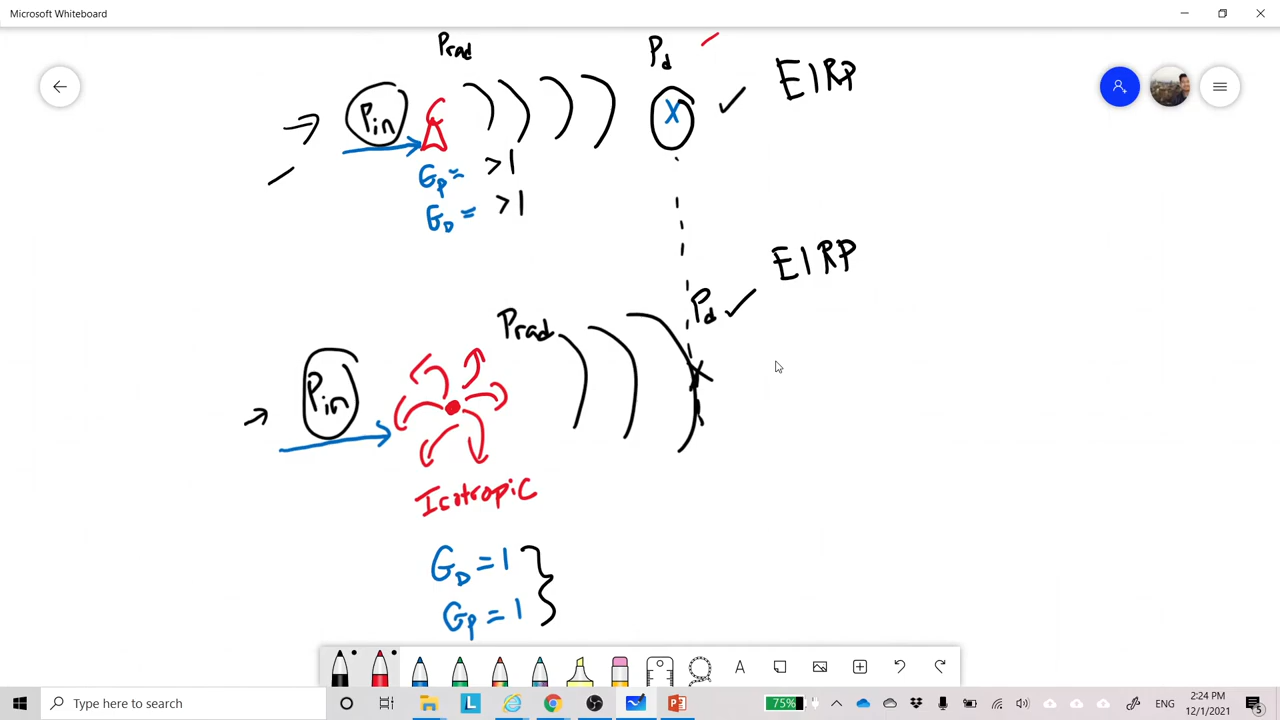 Microsoft Whiteboard
Prad
Pd
EIRP
Pin
X
Gp = >1
GD = >1
EIRP
Pd
Prad
Pin
X
Isotropic
GD = 1
Gp = 1
A
Type here to search
L
75%
ENG
2:24 PM
12/1/2021
5